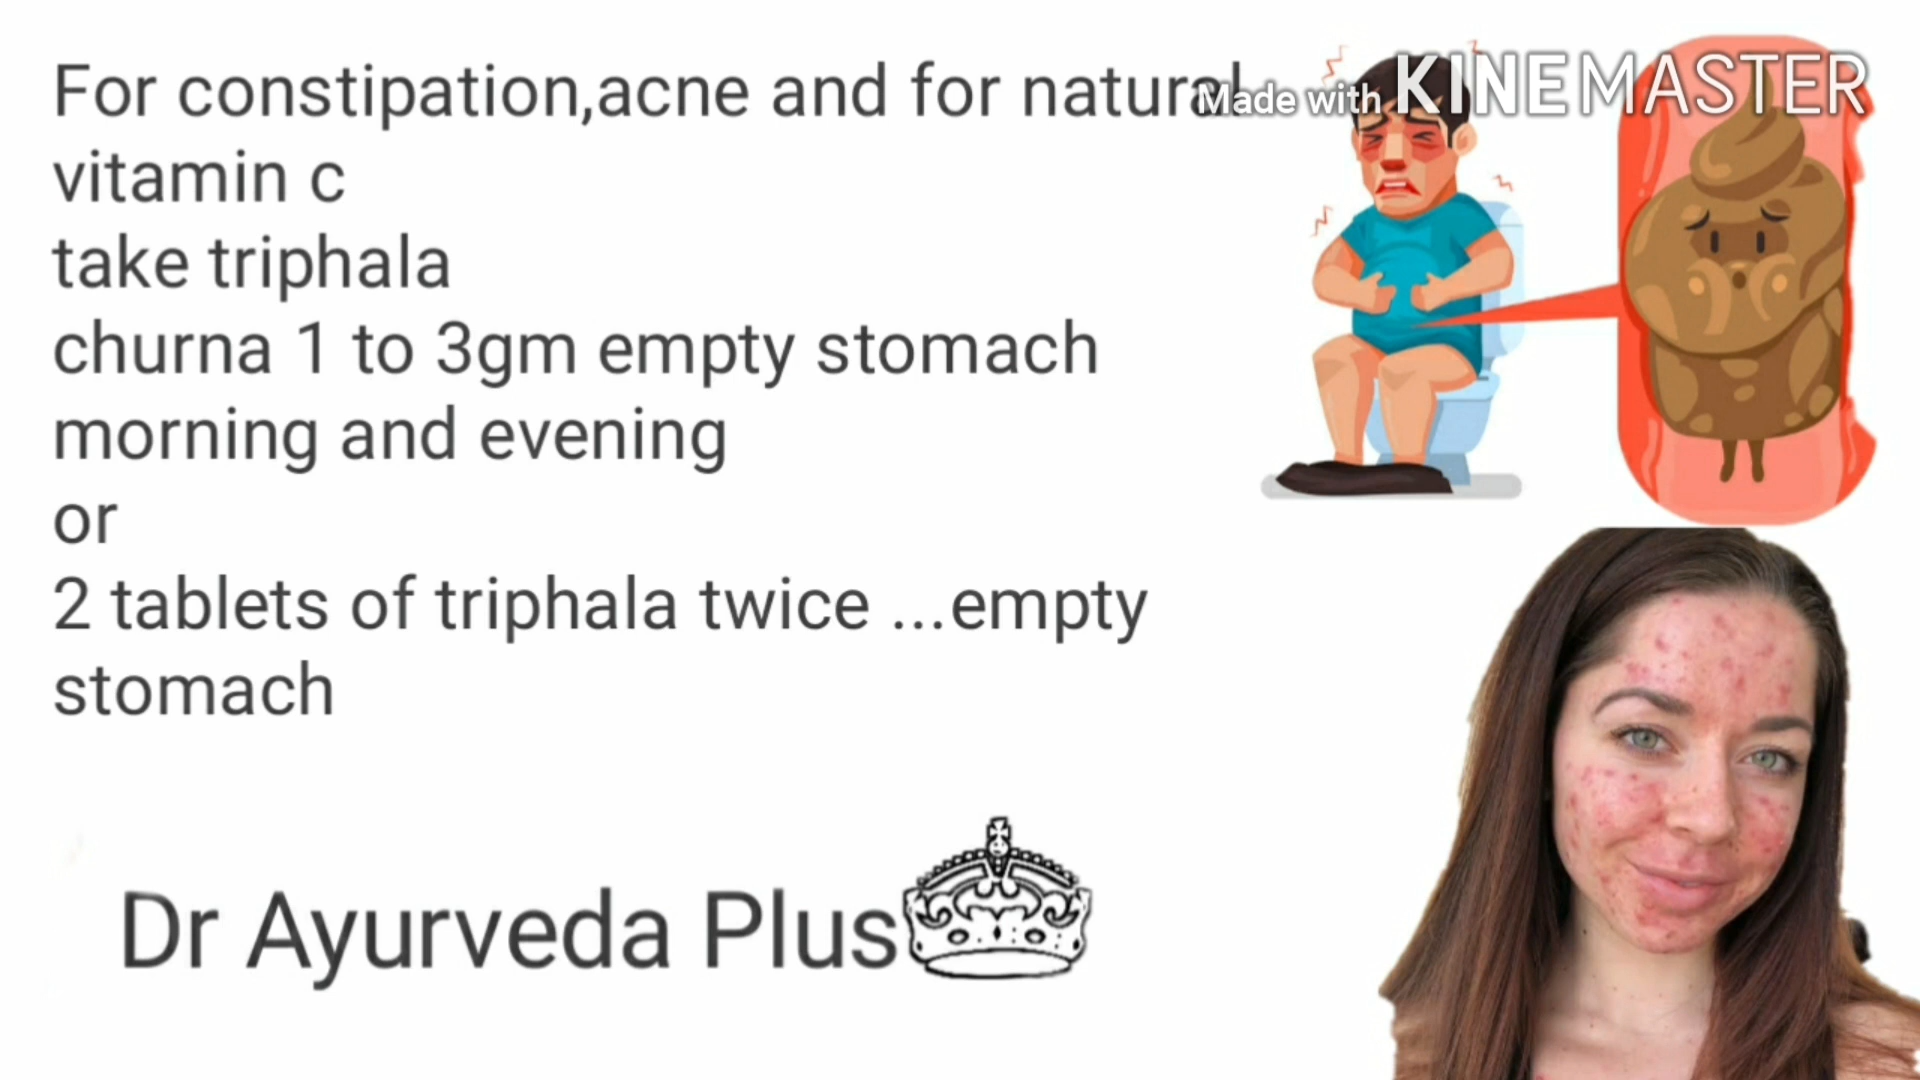 For constipation,acne and for natural
Made with KINEMASTER
vitamin c
take triphala
churna 1 to 3gm empty stomach
morning and evening
or
2 tablets of triphala twice ...empty
stomach
Dr Ayurveda Plus